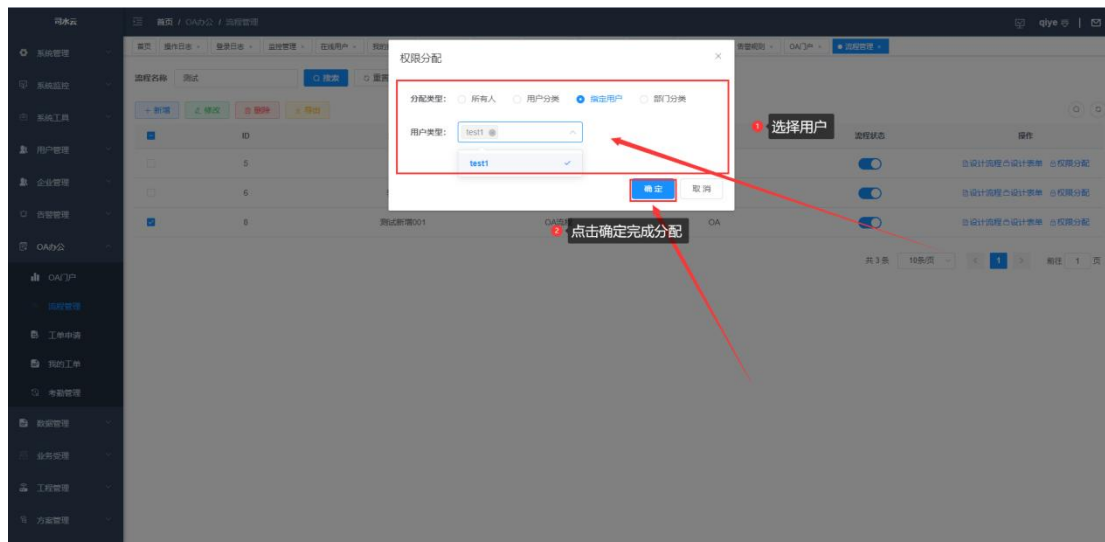 司水云
首页 / OA办公 / 流程管理
qiye
首页 操作日志 × 登录日志 × 监控管理 × 在线用户 × 我的
告警规则 × OA门户 × 流程管理 ×
系统管理
系统监控
系统工具
用户管理
企业管理
告警管理
OA办公
OA门户
流程管理
工单申请
我的工单
考勤管理
数据管理
业务受理
工程管理
方案管理
流程名称 测试 搜索 重置
+ 新增 修改 删除 导出
ID 流程状态 操作
5 设计流程 设计表单 权限分配
6 设计流程 设计表单 权限分配
8 测试新增001 OA流程 OA 设计流程 设计表单 权限分配
共 3 条 10条/页 < 1 > 前往 1 页
权限分配 ×
分配类型: 所有人 用户分类 指定用户 部门分类
用户类型: test1
test1
确定 取消
1 选择用户
2 点击确定完成分配